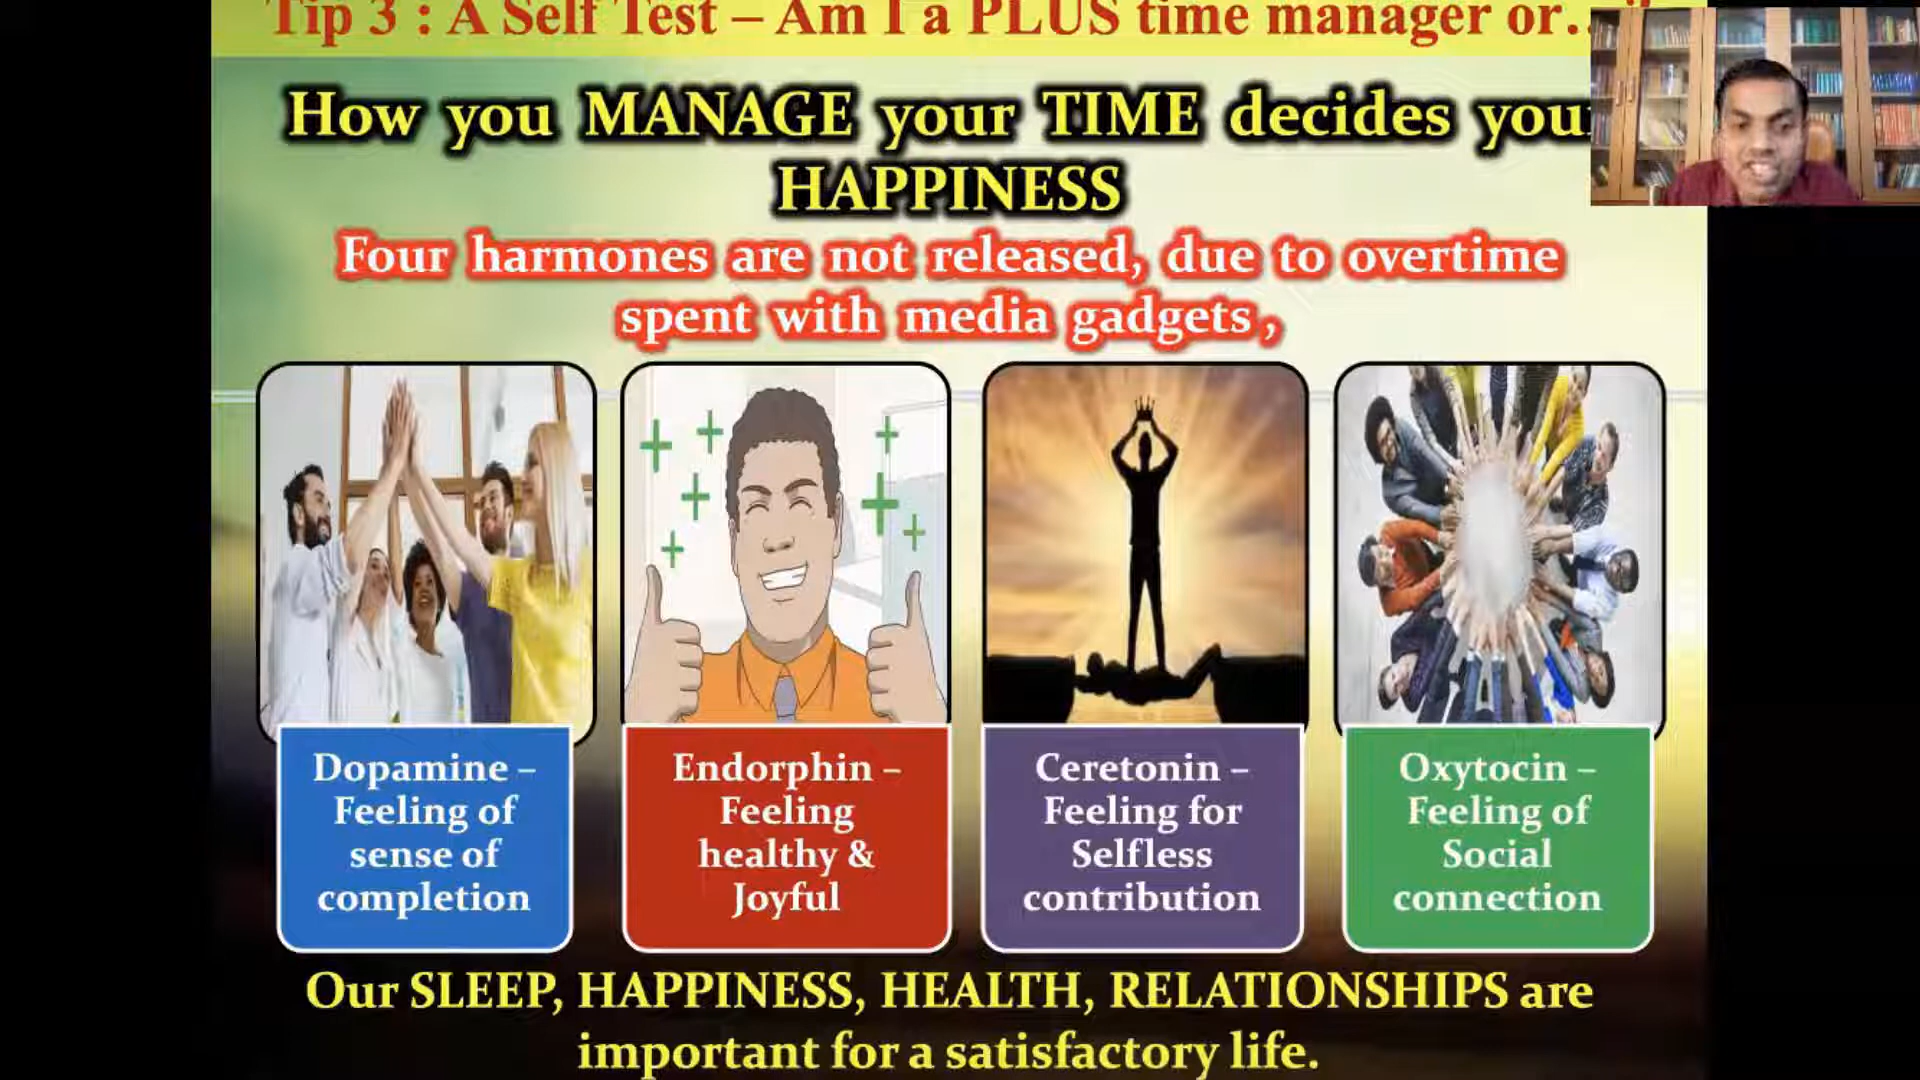 Tip 3 : A Self Test – Am I a PLUS time manager or…
How you MANAGE your TIME decides your
HAPPINESS
Four harmones are not released, due to overtime
spent with media gadgets ,
Dopamine –
Feeling of
sense of
completion
Endorphin –
Feeling
healthy &
Joyful
Ceretonin –
Feeling for
Selfless
contribution
Oxytocin –
Feeling of
Social
connection
Our SLEEP, HAPPINESS, HEALTH, RELATIONSHIPS are
important for a satisfactory life.